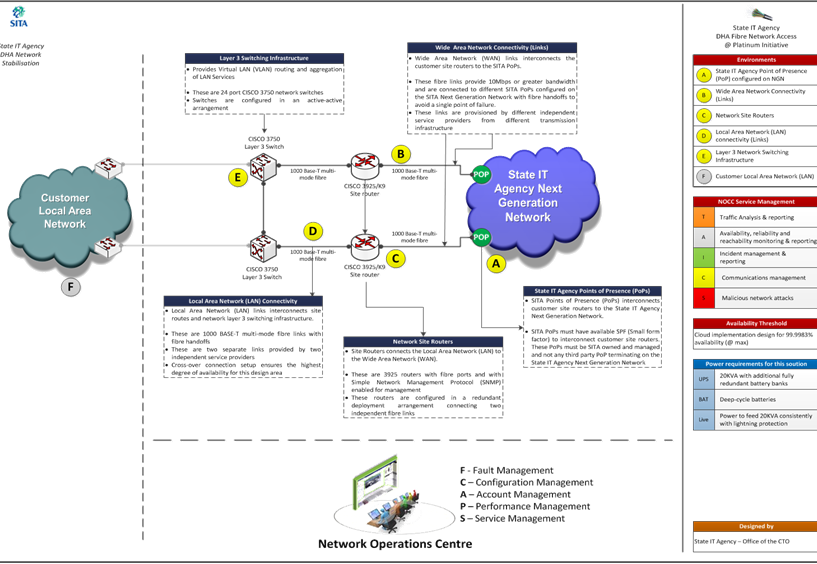 SITA
State IT Agency
DHA Network
Stabilisation
Layer 3 Switching Infrastructure
Provides Virtual LAN (VLAN) routing and aggregation
of LAN Services
These are 24 port CISCO 3750 network switches
Switches are configured in an active-active
arrangement
Wide Area Network Connectivity (Links)
Wide Area Network (WAN) links interconnects the
customer site routers to the SITA PoPs.
These fibre links provide 10Mbps or greater bandwidth
and are connected to different SITA PoPs configured on
the SITA Next Generation Network with fibre handoffs to
avoid a single point of failure.
These links are provisioned by different independent
service providers from different transmission
infrastructure
CISCO 3750
Layer 3 Switch
E
1000 Base-T multi-
mode fibre
B
1000 Base-T multi-
mode fibre
CISCO 3925/K9
Site router
POP
State IT
Agency Next
Generation
Network
Customer
Local Area
Network
F
D
1000 Base-T multi-
mode fibre
CISCO 3750
Layer 3 Switch
CISCO 3925/K9
Site router
C
1000 Base-T multi-
mode fibre
POP
A
Local Area Network (LAN) Connectivity
Local Area Network (LAN) links interconnects site
routes and network layer 3 switching infrastructure.
These are 1000 BASE-T multi-mode fibre links with
fibre handoffs
These are two separate links provided by two
independent service providers
Cross-over connection setup ensures the highest
degree of availability for this design area
Network Site Routers
Site Routers connects the Local Area Network (LAN) to
the Wide Area Network (WAN).
These are 3925 routers with fibre ports and with
Simple Network Management Protocol (SNMP)
enabled for management
These routers are configured in a redundant
deployment arrangement connecting two
independent fibre links
State IT Agency Points of Presence (PoPs)
SITA Points of Presence (PoP) interconnects
customer site routers to the State IT Agency
Next Generation Network.
SITA PoPs must have available SPF (Small form
factor) to interconnect customer site routers.
These PoPs must be SITA owned and managed
and not any third party PoP terminating on the
State IT Agency Next Generation Network
Network Operations Centre
F - Fault Management
C – Configuration Management
A – Account Management
P – Performance Management
S – Service Management
State IT Agency
DHA Fibre Network Access
@ Platinum Initiative
Environments
A State IT Agency Point of Presence
(PoP) configured on NGN
B Wide Area Network Connectivity
(Links)
C Network Site Routers
D Local Area Network (LAN)
connectivity (Links)
E Layer 3 Network Switching
Infrastructure
F Customer Local Area Network (LAN)
NOCC Service Management
T Traffic Analysis & reporting
A Availability, reliability and
reachability monitoring & reporting
I Incident management &
reporting
C Communications management
S Malicious network attacks
Availability Threshold
Cloud implementation design for 99.9983%
availability (@ max)
Power requirements for this soution
UPS 20KVA with additional fully
redundant battery banks
BAT Deep-cycle batteries
Live Power to feed 20KVA consistently
with lightning protection
Designed by
State IT Agency – Office of the CTO